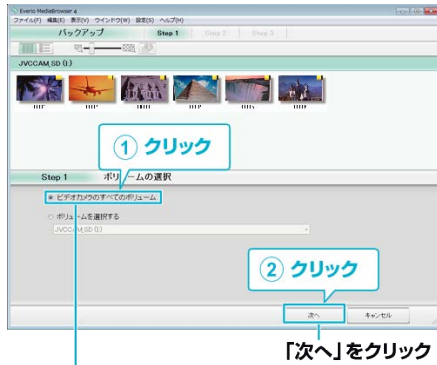 Everio MediaBrowser 4
ファイル(F) 編集(E) 表示(V) ウインドウ(W) 設定(S) ヘルプ(H)
バックアップ Step 1 Step 2 Step 3
JVCCAM_SD (I:)
① クリック
Step 1 ボリュームの選択
ビデオカメラのすべてのボリューム
ボリュームを選択する
JVCCAM_SD (I:)
② クリック
次へ キャンセル
「次へ」をクリック